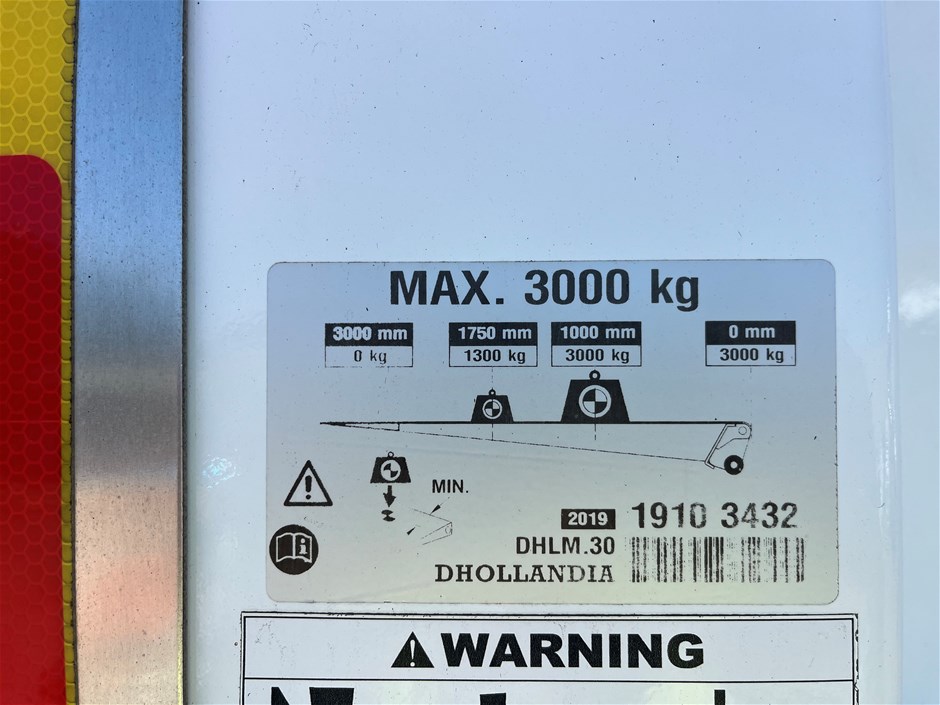 MAX. 3000 kg
3000 mm 1750 mm 1000 mm 0 mm
0 kg 1300 kg 3000 kg 3000 kg
MIN.
2019 1910 3432
DHLM.30
DHOLLANDIA
WARNING